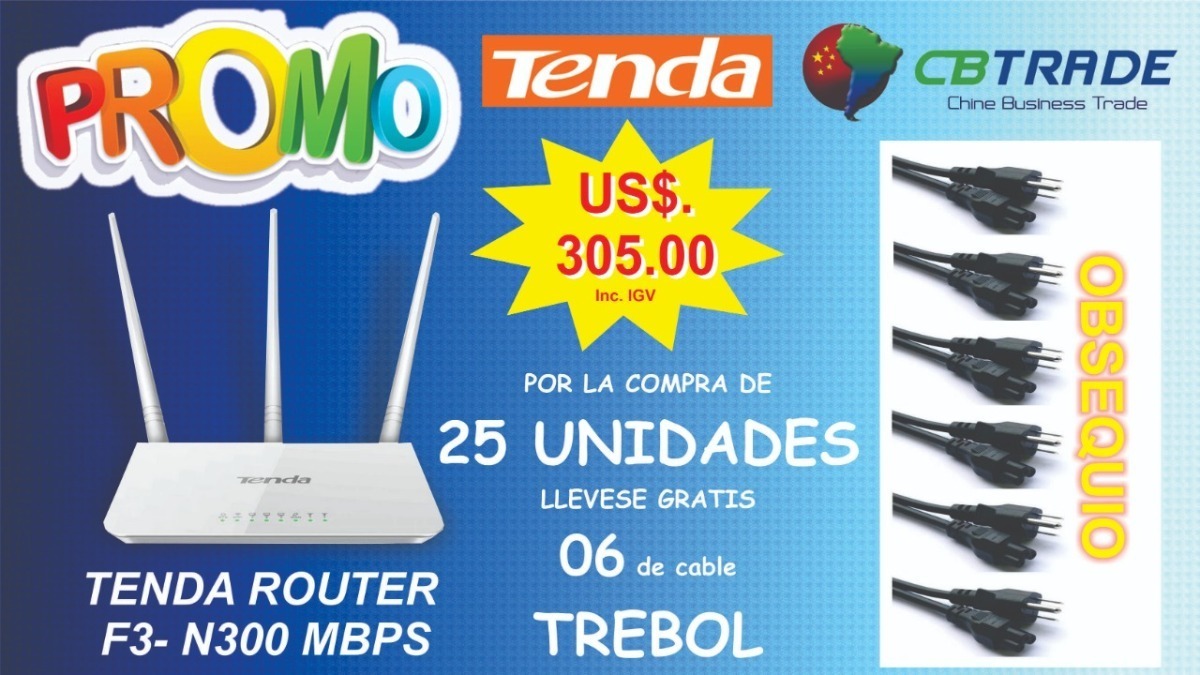 PROMO
Tenda
CBTRADE
Chine Business Trade
US$.
305.00
Inc. IGV
POR LA COMPRA DE
25 UNIDADES
LLEVESE GRATIS
06 de cable
TREBOL
OBSEQUIO
Tenda
TENDA ROUTER
F3- N300 MBPS